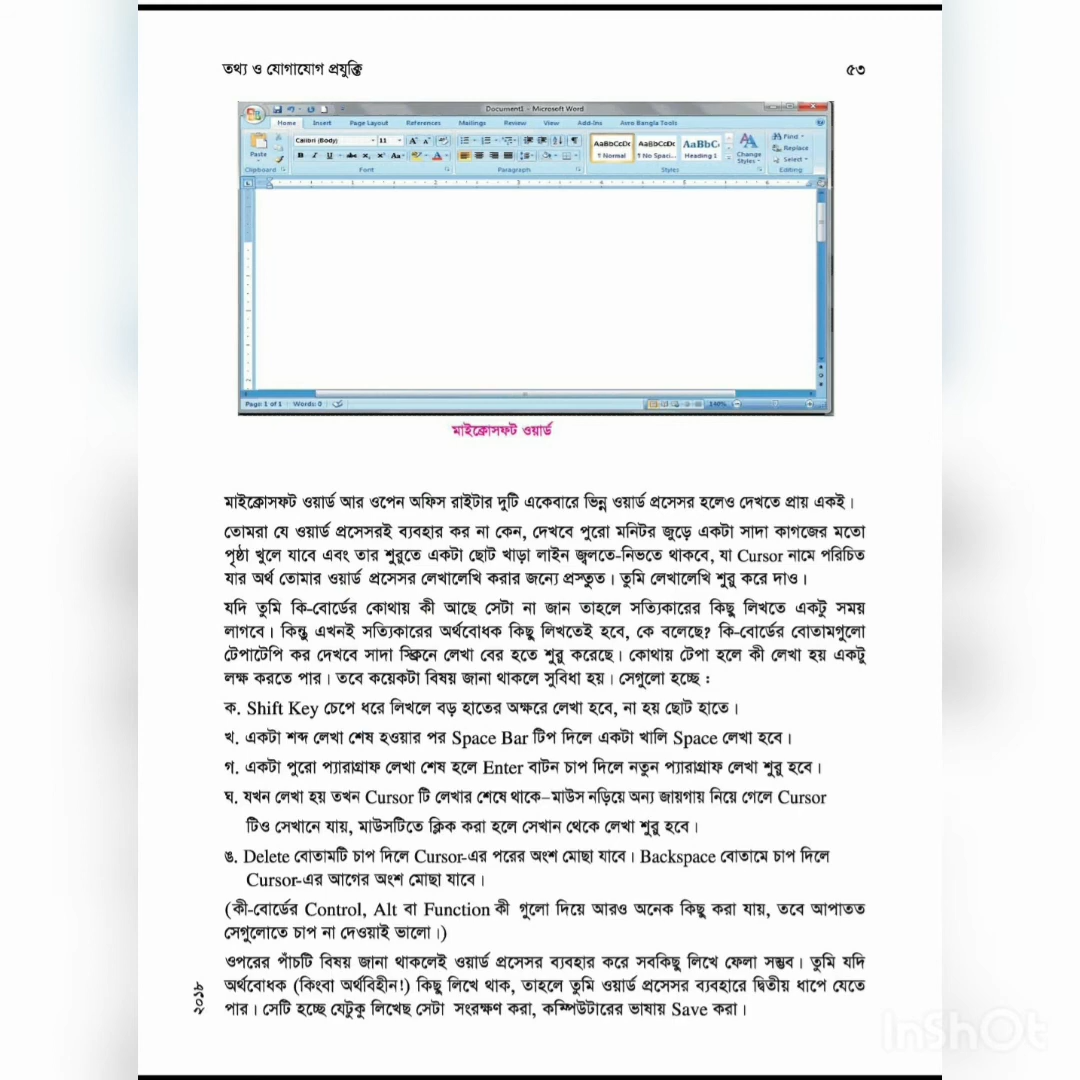 তথ্য ও যোগাযোগ প্রযুক্তি ৫৩
Document1 - Microsoft Word
Home Insert Page Layout References Mailings Review View Add-Ins Avro Bangla Tools
Calibri (Body) 11 AaBbCcDc AaBbCcDc AaBbC Find
Replace
Paste B I U abe x₂ x² Aa A ¶ Normal ¶ No Spaci... Heading 1 Change Styles Select
Clipboard Font Paragraph Styles Editing
Page: 1 of 1 Words: 0 140%
মাইক্রোসফট ওয়ার্ড
মাইক্রোসফট ওয়ার্ড আর ওপেন অফিস রাইটার দুটি একেবারে ভিন্ন ওয়ার্ড প্রসেসর হলেও দেখতে প্রায় একই।
তোমরা যে ওয়ার্ড প্রসেসরই ব্যবহার কর না কেন, দেখবে পুরো মনিটর জুড়ে একটা সাদা কাগজের মতো
পৃষ্ঠা খুলে যাবে এবং তার শুরুতে একটা ছোট খাড়া লাইন জ্বলতে-নিভতে থাকবে, যা Cursor নামে পরিচিত
যার অর্থ তোমার ওয়ার্ড প্রসেসর লেখালেখি করার জন্যে প্রস্তুত। তুমি লেখালেখি শুরু করে দাও।
যদি তুমি কি-বোর্ডের কোথায় কী আছে সেটা না জান তাহলে সত্যিকারের কিছু লিখতে একটু সময়
লাগবে। কিন্তু এখনই সত্যিকারের অর্থবোধক কিছু লিখতেই হবে, কে বলেছে? কি-বোর্ডের বোতামগুলো
টেপাটেপি কর দেখবে সাদা স্ক্রিনে লেখা বের হতে শুরু করেছে। কোথায় টেপা হলে কী লেখা হয় একটু
লক্ষ করতে পার। তবে কয়েকটা বিষয় জানা থাকলে সুবিধা হয়। সেগুলো হচ্ছে :
ক. Shift Key চেপে ধরে লিখলে বড় হাতের অক্ষরে লেখা হবে, না হয় ছোট হাতে।
খ. একটা শব্দ লেখা শেষ হওয়ার পর Space Bar টিপ দিলে একটা খালি Space লেখা হবে।
গ. একটা পুরো প্যারাগ্রাফ লেখা শেষ হলে Enter বাটন চাপ দিলে নতুন প্যারাগ্রাফ লেখা শুরু হবে।
ঘ. যখন লেখা হয় তখন Cursor টি লেখার শেষে থাকে–মাউস নড়িয়ে অন্য জায়গায় নিয়ে গেলে Cursor
টিও সেখানে যায়, মাউসটিতে ক্লিক করা হলে সেখান থেকে লেখা শুরু হবে।
ঙ. Delete বোতামটি চাপ দিলে Cursor-এর পরের অংশ মোছা যাবে। Backspace বোতামে চাপ দিলে
Cursor-এর আগের অংশ মোছা যাবে।
(কী-বোর্ডের Control, Alt বা Function কী গুলো দিয়ে আরও অনেক কিছু করা যায়, তবে আপাতত
সেগুলোতে চাপ না দেওয়াই ভালো।)
ওপরের পাঁচটি বিষয় জানা থাকলেই ওয়ার্ড প্রসেসর ব্যবহার করে সবকিছু লিখে ফেলা সম্ভব। তুমি যদি
অর্থবোধক (কিংবা অর্থবিহীন!) কিছু লিখে থাক, তাহলে তুমি ওয়ার্ড প্রসেসর ব্যবহারে দ্বিতীয় ধাপে যেতে
পার। সেটি হচ্ছে যেটুকু লিখেছ সেটা সংরক্ষণ করা, কম্পিউটারের ভাষায় Save করা।
২০১৮
InShOt